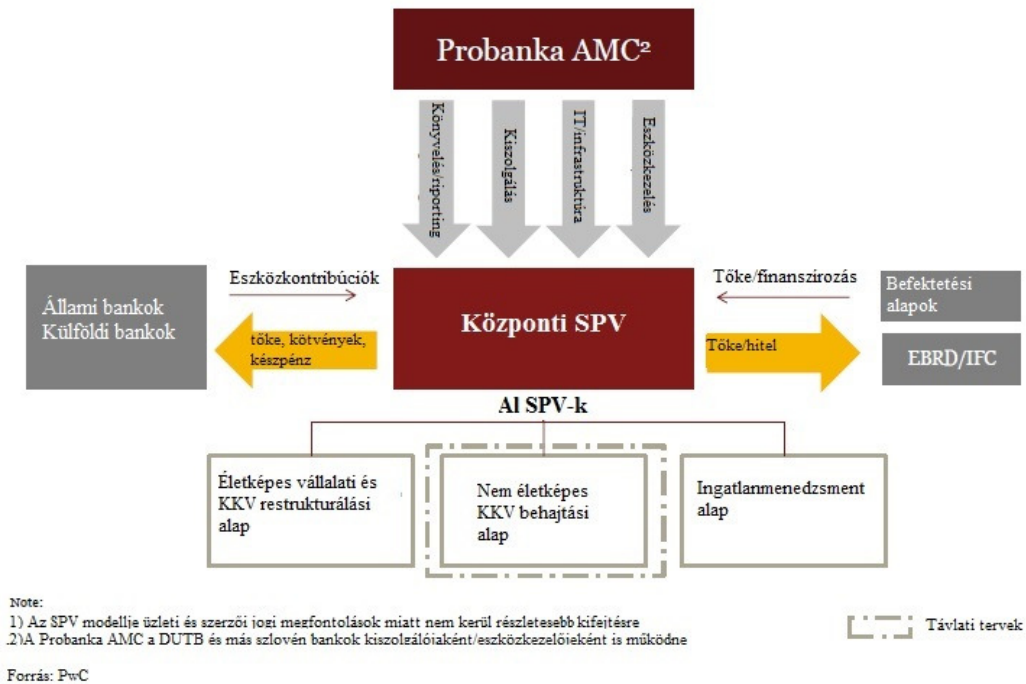 Probanka AMC²
Könyvelés/riporting
Kiszolgálás
IT/infrastruktúra
Eszközkezelés
Állami bankok
Külföldi bankok
Eszközkontribúciók
tőke, kötvények,
készpénz
Központi SPV
Tőke/finanszírozás
Tőke/hitel
Befektetési
alapok
EBRD/IFC
Al SPV-k
Életképes vállalati és
KKV restrukturálási
alap
Nem életképes
KKV behajtási
alap
Ingatlanmenedzsment
alap
Note:
1) Az SPV modellje üzleti és szerzői jogi megfontolások miatt nem kerül részletesebb kifejtésre
2)A Probanka AMC a DUTB és más szlovén bankok kiszolgálójaként/eszközkezelőjeként is működne
Távlati tervek
Forrás: PwC